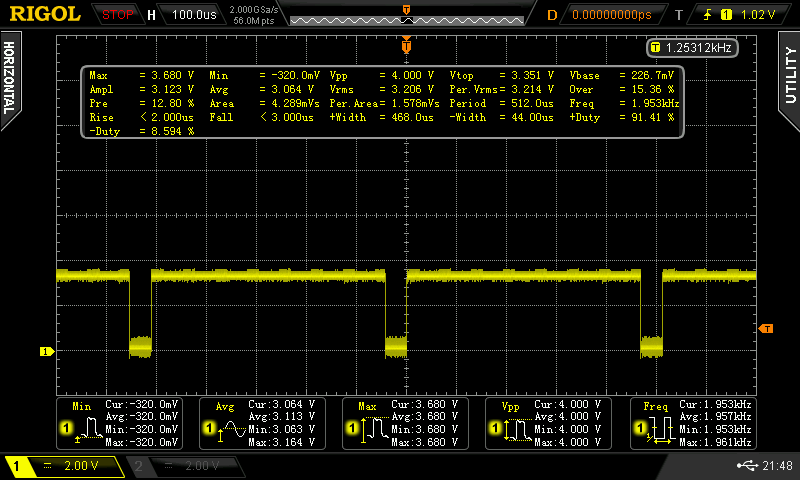 RIGOL STOP H 100.0us 2.000GSa/s 56.0M pts D 0.00000000ps T 1 1.02 V
T 1.25312kHz
HORIZONTAL
UTILITY
Max = 3.680 V Min = -320.0mV Vpp = 4.000 V Vtop = 3.351 V Vbase = 226.7mV
Ampl = 3.123 V Avg = 3.064 V Vrms = 3.206 V Per.Vrms= 3.214 V Over = 15.36 %
Pre = 12.80 % Area = 4.289mVs Per.Area= 1.578mVs Period = 512.0us Freq = 1.953kHz
Rise < 2.000us Fall < 3.000us +Width = 468.0us -Width = 44.00us +Duty = 91.41 %
-Duty = 8.594 %
T
T
1
Min Cur:-320.0mV
Avg:-320.0mV
1 Min:-320.0mV
Max:-320.0mV
Avg Cur:3.064 V
Avg:3.113 V
1 Min:3.063 V
Max:3.164 V
Max Cur:3.680 V
Avg:3.680 V
1 Min:3.680 V
Max:3.680 V
Vpp Cur:4.000 V
Avg:4.000 V
1 Min:4.000 V
Max:4.000 V
Freq Cur:1.953kHz
Avg:1.957kHz
1 Min:1.953kHz
Max:1.961kHz
1 2.00 V 2 2.00 V 21:48